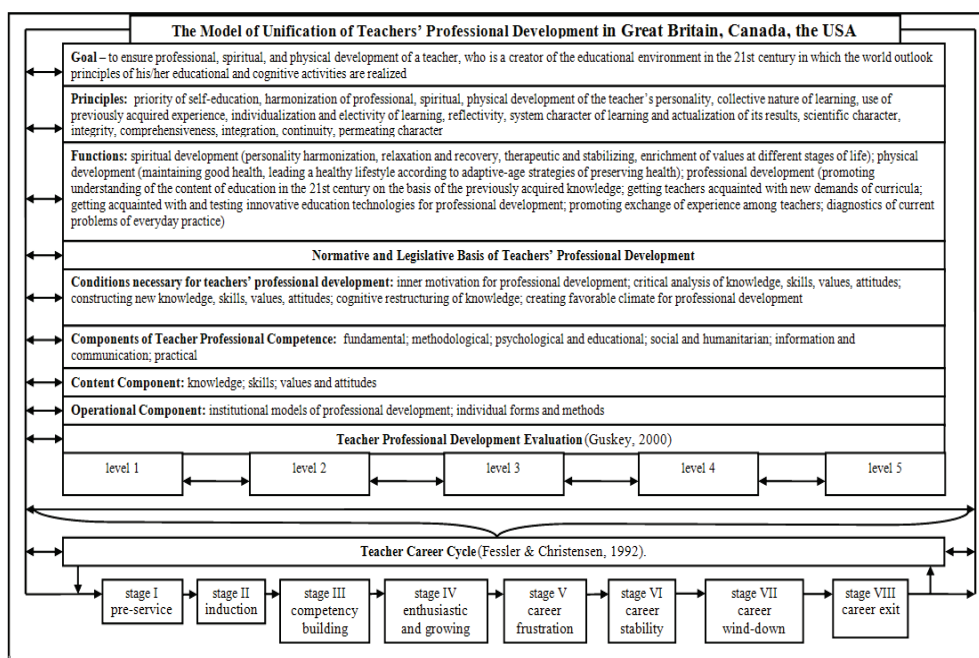 The Model of Unification of Teachers' Professional Development in Great Britain, Canada, the USA
Goal – to ensure professional, spiritual, and physical development of a teacher, who is a creator of the educational environment in the 21st century in which the world outlook
principles of his/her educational and cognitive activities are realized
Principles: priority of self-education, harmonization of professional, spiritual, physical development of the teacher's personality, collective nature of learning, use of
previously acquired experience, individualization and electivity of learning, reflectivity, system character of learning and actualization of its results, scientific character,
integrity, comprehensiveness, integration, continuity, permeating character
Functions: spiritual development (personality harmonization, relaxation and recovery, therapeutic and stabilizing, enrichment of values at different stages of life); physical
development (maintaining good health, leading a healthy lifestyle according to adaptive-age strategies of preserving health); professional development (promoting
understanding of the content of education in the 21st century on the basis of the previously acquired knowledge; getting teachers acquainted with new demands of curricula;
getting acquainted with and testing innovative education technologies for professional development; promoting exchange of experience among teachers; diagnostics of current
problems of everyday practice)
Normative and Legislative Basis of Teachers' Professional Development
Conditions necessary for teachers' professional development: inner motivation for professional development; critical analysis of knowledge, skills, values, attitudes;
constructing new knowledge, skills, values, attitudes; cognitive restructuring of knowledge; creating favorable climate for professional development
Components of Teacher Professional Competence: fundamental; methodological; psychological and educational; social and humanitarian; information and
communication; practical
Content Component: knowledge; skills; values and attitudes
Operational Component: institutional models of professional development; individual forms and methods
Teacher Professional Development Evaluation (Guskey, 2000)
level 1 level 2 level 3 level 4 level 5
Teacher Career Cycle (Fessler & Christensen, 1992).
stage I
pre-service
stage II
induction
stage III
competency
building
stage IV
enthusiastic
and growing
stage V
career
frustration
stage VI
career
stability
stage VII
career
wind-down
stage VIII
career exit